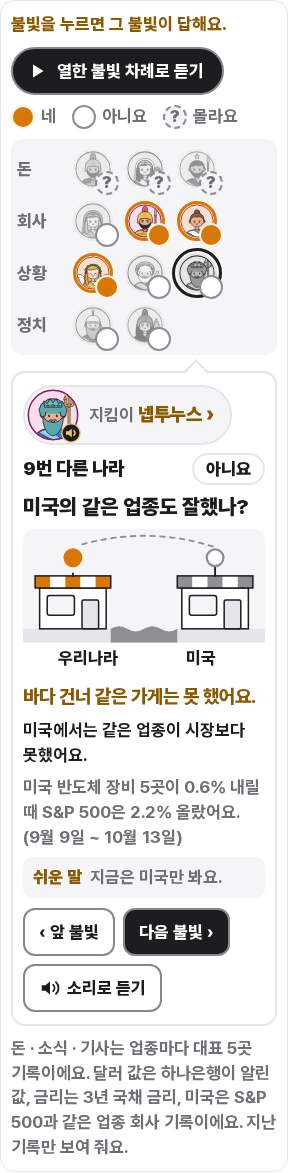 불빛을 누르면 그 불빛이 답해요.
▶ 열한 불빛 차례로 듣기
네 아니요 ? 몰라요
돈 ? ? ?
회사
상황
정치
지킴이 넵투누스 ›
9번 다른 나라 아니요
미국의 같은 업종도 잘했나?
우리나라 미국
바다 건너 같은 가게는 못 했어요.
미국에서는 같은 업종이 시장보다
못했어요.
미국 반도체 장비 5곳이 0.6% 내릴
때 S&P 500은 2.2% 올랐어요.
(9월 9일 ~ 10월 13일)
쉬운 말 지금은 미국만 봐요.
‹ 앞 불빛 다음 불빛 ›
소리로 듣기
돈 · 소식 · 기사는 업종마다 대표 5곳
기록이에요. 달러 값은 하나은행이 알린
값, 금리는 3년 국채 금리, 미국은 S&P
500과 같은 업종 회사 기록이에요. 지난
기록만 보여 줘요.